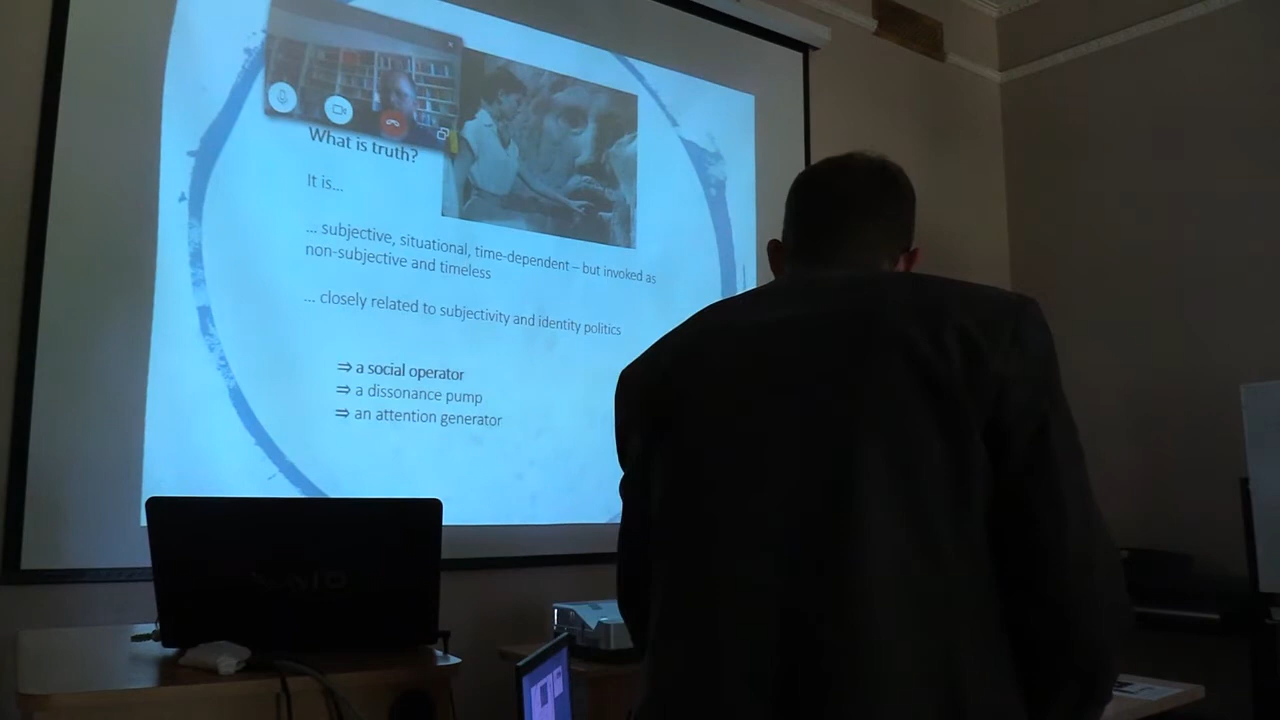 What is truth?
It is...
... subjective, situational, time-dependent – but invoked as
non-subjective and timeless
... closely related to subjectivity and identity politics
⇒ a social operator
⇒ a dissonance pump
⇒ an attention generator
VAIO